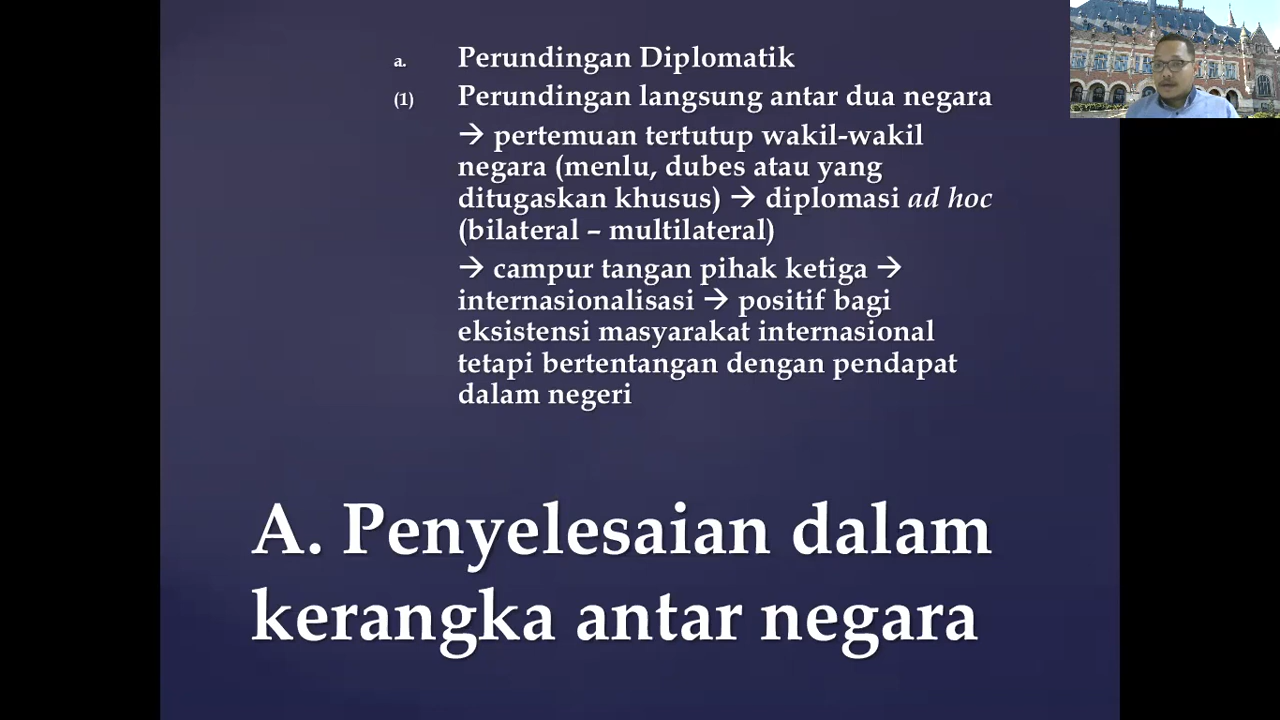 a. Perundingan Diplomatik
(1) Perundingan langsung antar dua negara
→ pertemuan tertutup wakil-wakil
negara (menlu, dubes atau yang
ditugaskan khusus) → diplomasi ad hoc
(bilateral – multilateral)
→ campur tangan pihak ketiga →
internasionalisasi → positif bagi
eksistensi masyarakat internasional
tetapi bertentangan dengan pendapat
dalam negeri
A. Penyelesaian dalam
kerangka antar negara